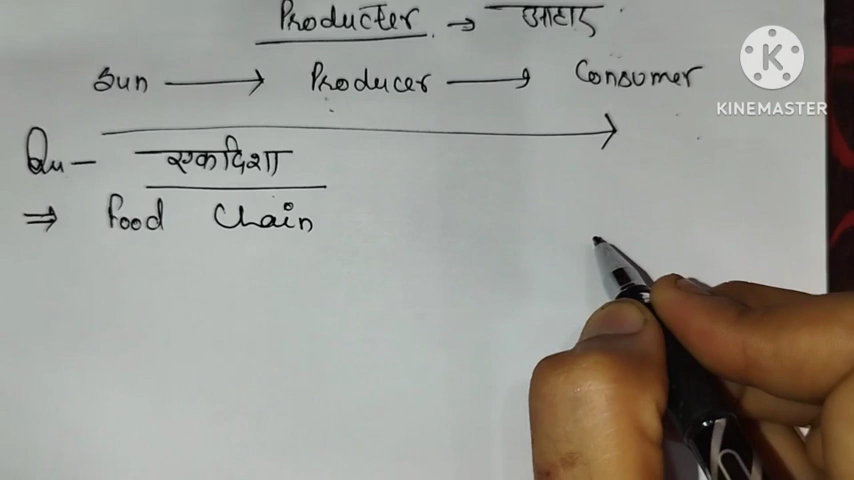 Producter → आहार
Sun → Producer → Consumer
Qu- एकदिशा
⇒ Food Chain
K
KINEMASTER